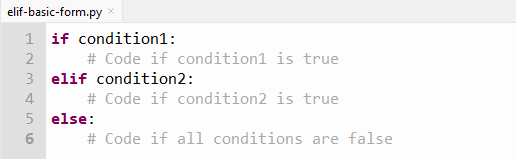 elif-basic-form.py ×
1 if condition1:
2     # Code if condition1 is true
3 elif condition2:
4     # Code if condition2 is true
5 else:
6     # Code if all conditions are false